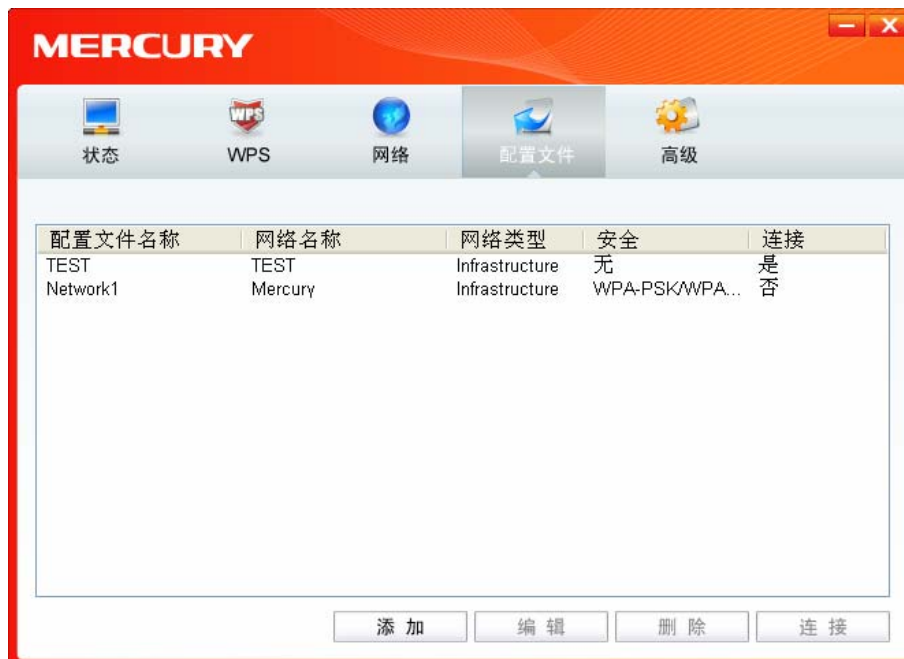 MERCURY
状态 WPS 网络 配置文件 高级
配置文件名称 网络名称 网络类型 安全 连接
TEST TEST Infrastructure 无 是
Network1 Mercury Infrastructure WPA-PSK/WPA... 否
添加 编辑 删除 连接